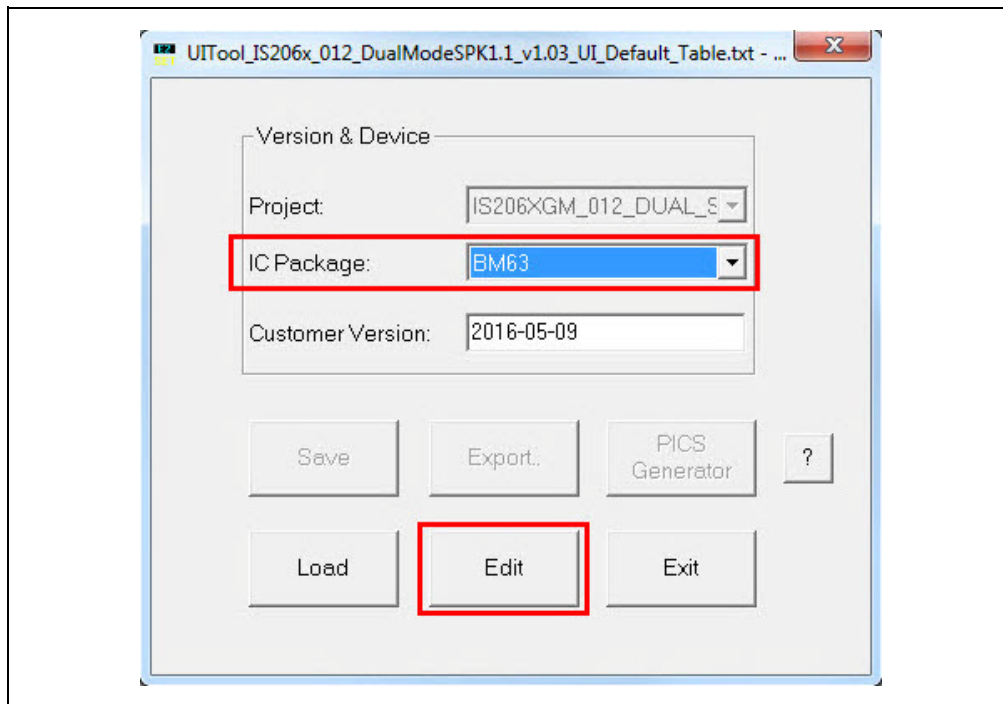 UITool_IS206x_012_DualModeSPK1.1_v1.03_UI_Default_Table.txt - ...
Version & Device
Project: IS206XGM_012_DUAL_S
IC Package: BM63
Customer Version: 2016-05-09
Save Export.. PICS
Generator ?
Load Edit Exit